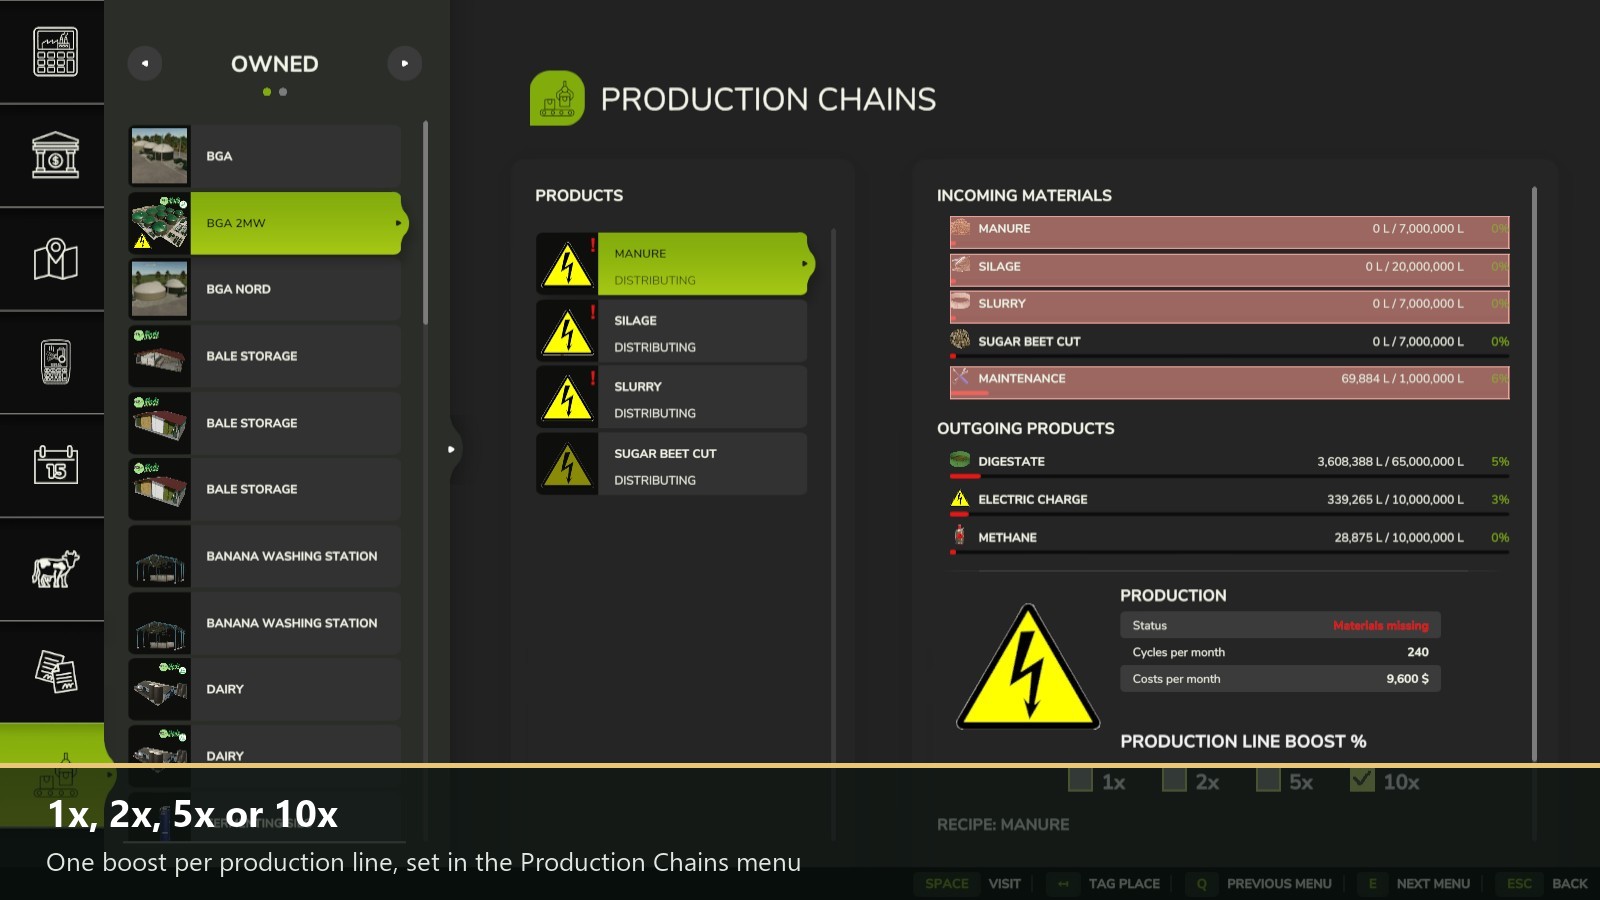 OWNED
BGA
BGA 2MW
BGA NORD
BALE STORAGE
BALE STORAGE
BALE STORAGE
BANANA WASHING STATION
BANANA WASHING STATION
DAIRY
DAIRY
15
PRODUCTION CHAINS
PRODUCTS
MANURE
DISTRIBUTING
SILAGE
DISTRIBUTING
SLURRY
DISTRIBUTING
SUGAR BEET CUT
DISTRIBUTING
INCOMING MATERIALS
MANURE 0 L / 7,000,000 L 0%
SILAGE 0 L / 20,000,000 L 0%
SLURRY 0 L / 7,000,000 L 0%
SUGAR BEET CUT 0 L / 7,000,000 L 0%
MAINTENANCE 69,884 L / 1,000,000 L 6%
OUTGOING PRODUCTS
DIGESTATE 3,608,388 L / 65,000,000 L 5%
ELECTRIC CHARGE 339,265 L / 10,000,000 L 3%
METHANE 28,875 L / 10,000,000 L 0%
PRODUCTION
Status Materials missing
Cycles per month 240
Costs per month 9,600 $
PRODUCTION LINE BOOST %
1x 2x 5x 10x
RECIPE: MANURE
1x, 2x, 5x or 10x
One boost per production line, set in the Production Chains menu
SPACE VISIT TAG PLACE Q PREVIOUS MENU E NEXT MENU ESC BACK